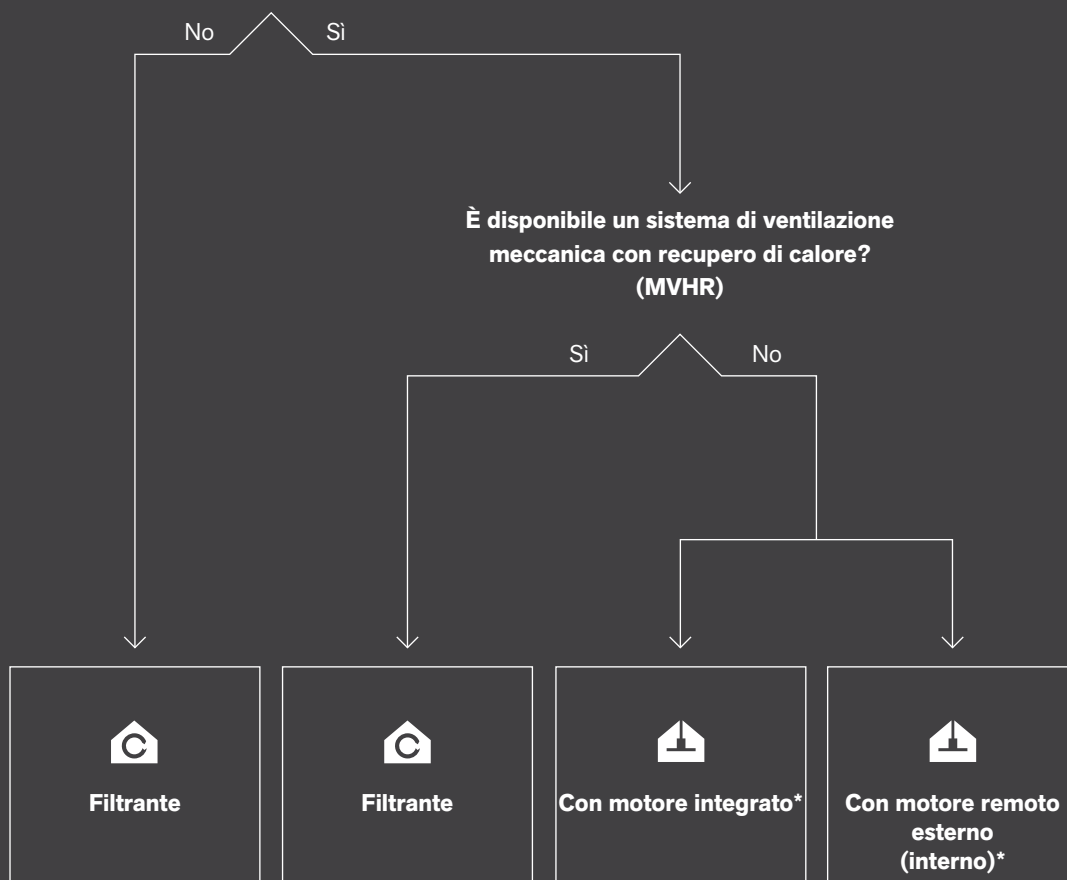 No
Sì
È disponibile un sistema di ventilazione
meccanica con recupero di calore?
(MVHR)
Sì
No
Filtrante
Filtrante
Con motore integrato*
Con motore remoto
esterno
(interno)*